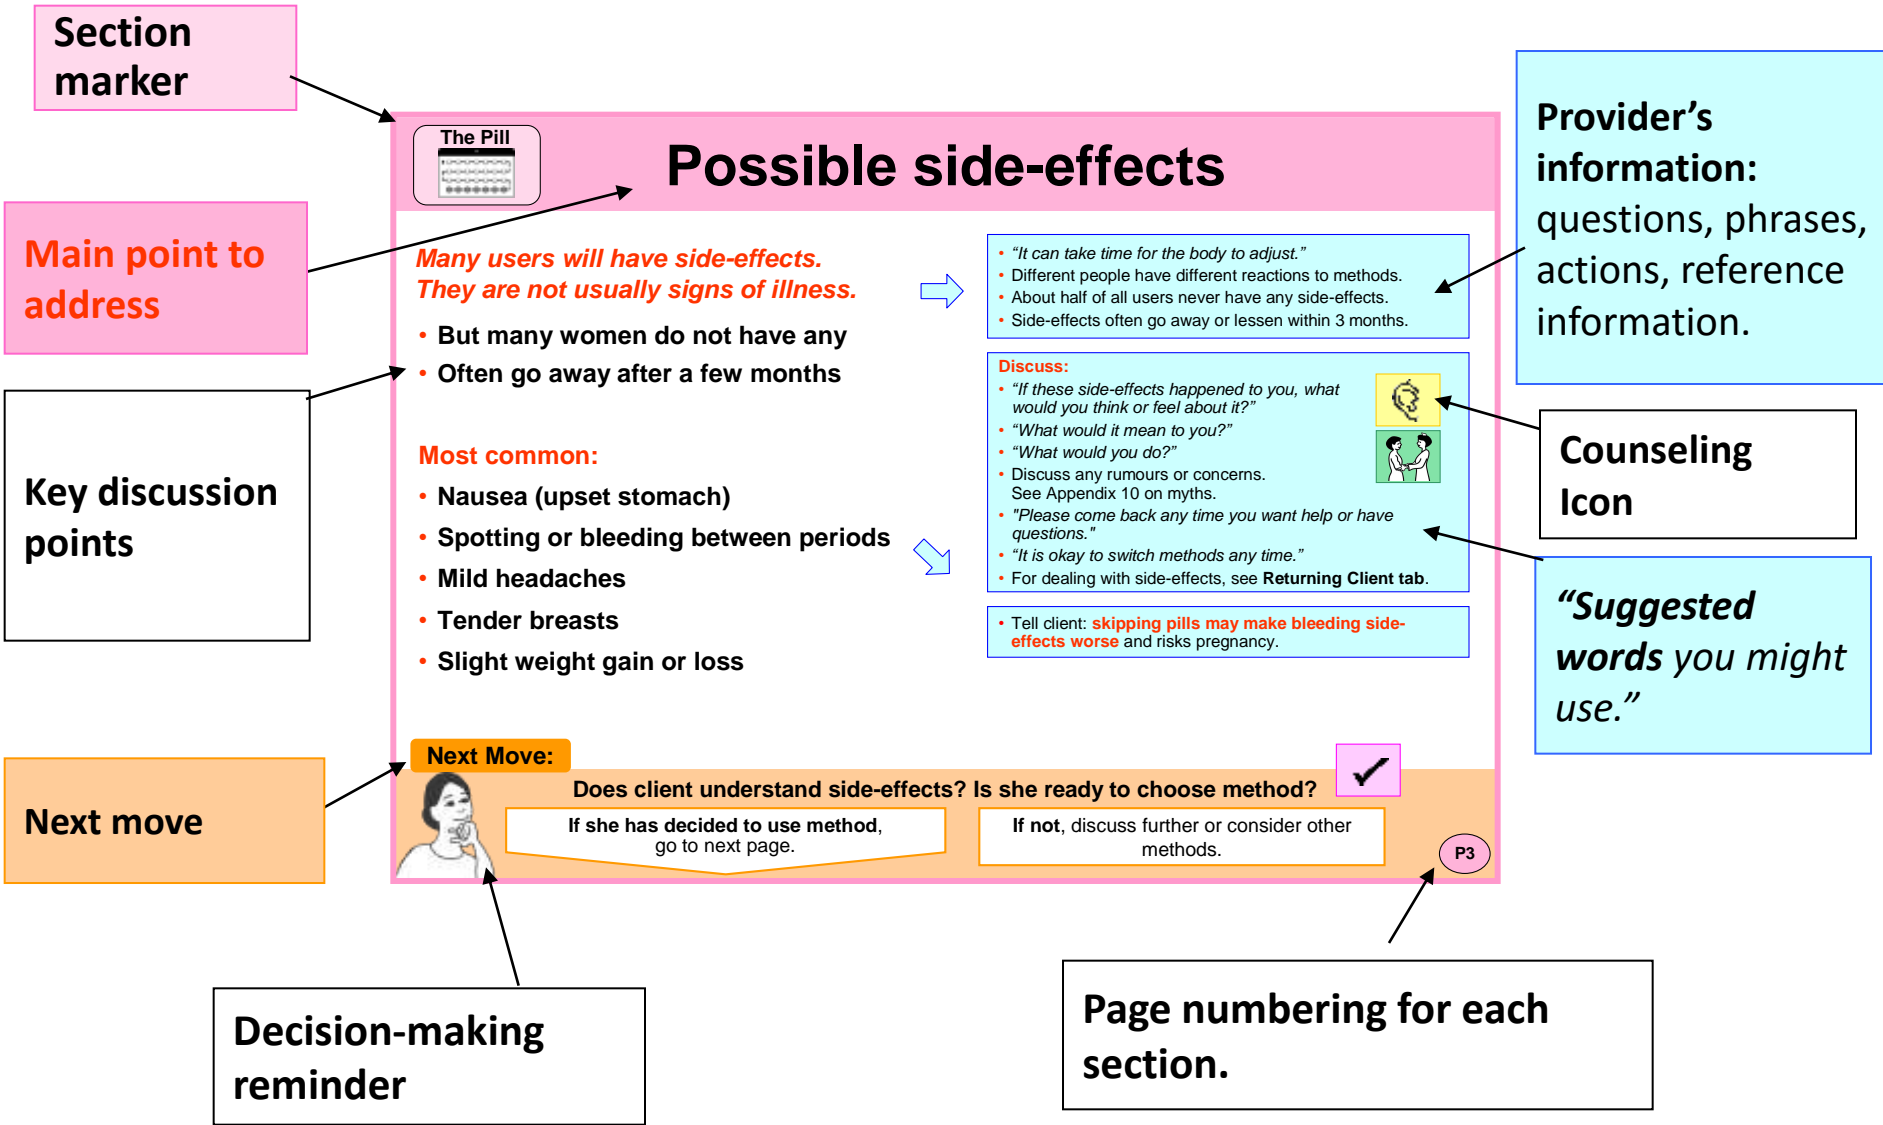 Section
marker
Main point to
address
Key discussion
points
Next move
The Pill
Possible side-effects
Many users will have side-effects.
They are not usually signs of illness.
• But many women do not have any
• Often go away after a few months
Most common:
• Nausea (upset stomach)
• Spotting or bleeding between periods
• Mild headaches
• Tender breasts
• Slight weight gain or loss
• “It can take time for the body to adjust.”
• Different people have different reactions to methods.
• About half of all users never have any side-effects.
• Side-effects often go away or lessen within 3 months.
Discuss:
• “If these side-effects happened to you, what
would you think or feel about it?”
• “What would it mean to you?”
• “What would you do?”
• Discuss any rumours or concerns.
See Appendix 10 on myths.
• "Please come back any time you want help or have
questions."
• “It is okay to switch methods any time.”
• For dealing with side-effects, see Returning Client tab.
• Tell client: skipping pills may make bleeding side-
effects worse and risks pregnancy.
Next Move:
Does client understand side-effects? Is she ready to choose method?
If she has decided to use method,
go to next page.
If not, discuss further or consider other
methods.
P3
Provider’s
information:
questions, phrases,
actions, reference
information.
Counseling
Icon
“Suggested
words you might
use.”
Decision-making
reminder
Page numbering for each
section.